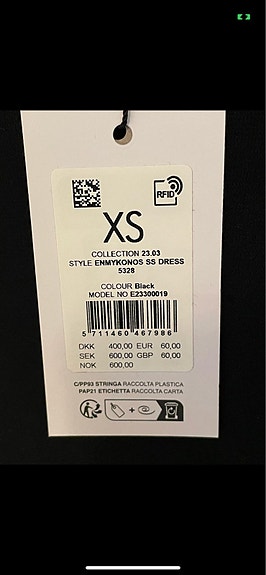 RFID
XS
COLLECTION 23.03
STYLE ENMYKONOS SS DRESS
5328
COLOUR Black
MODEL NO E23300019
5 711460 467986
DKK 400,00 EUR 60,00
SEK 600,00 GBP 60,00
NOK 600,00
C/PP93 STRINGA RACCOLTA PLASTICA
PAP21 ETICHETTA RACCOLTA CARTA
+